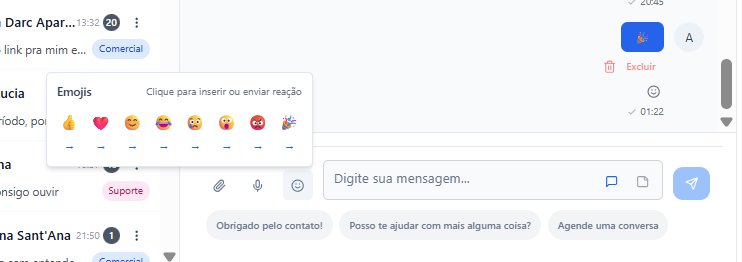 Darc Apar... 13:32 20
link pra mim e... Comercial
ucia
ríodo, por
na
onsigo ouvir Suporte
na Sant'Ana 21:50 1
Comercial
20:45
A
Excluir
01:22
Emojis Clique para inserir ou enviar reação
→ → → → → → → →
Digite sua mensagem...
Obrigado pelo contato! Posso te ajudar com mais alguma coisa? Agende uma conversa